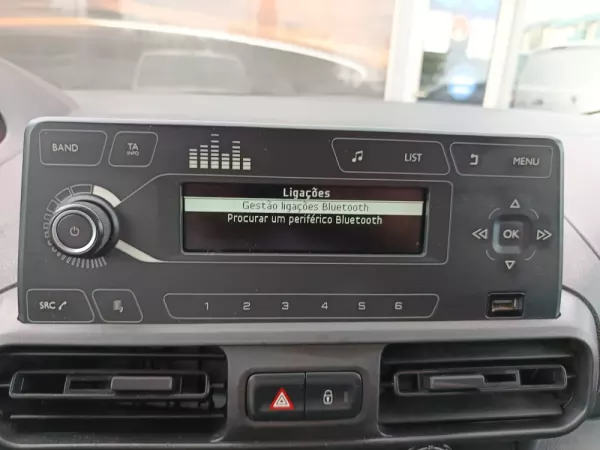 BAND
TA
INFO
LIST
MENU
Ligações
Gestão ligações Bluetooth
Procurar um periférico Bluetooth
OK
SRC
1 2 3 4 5 6